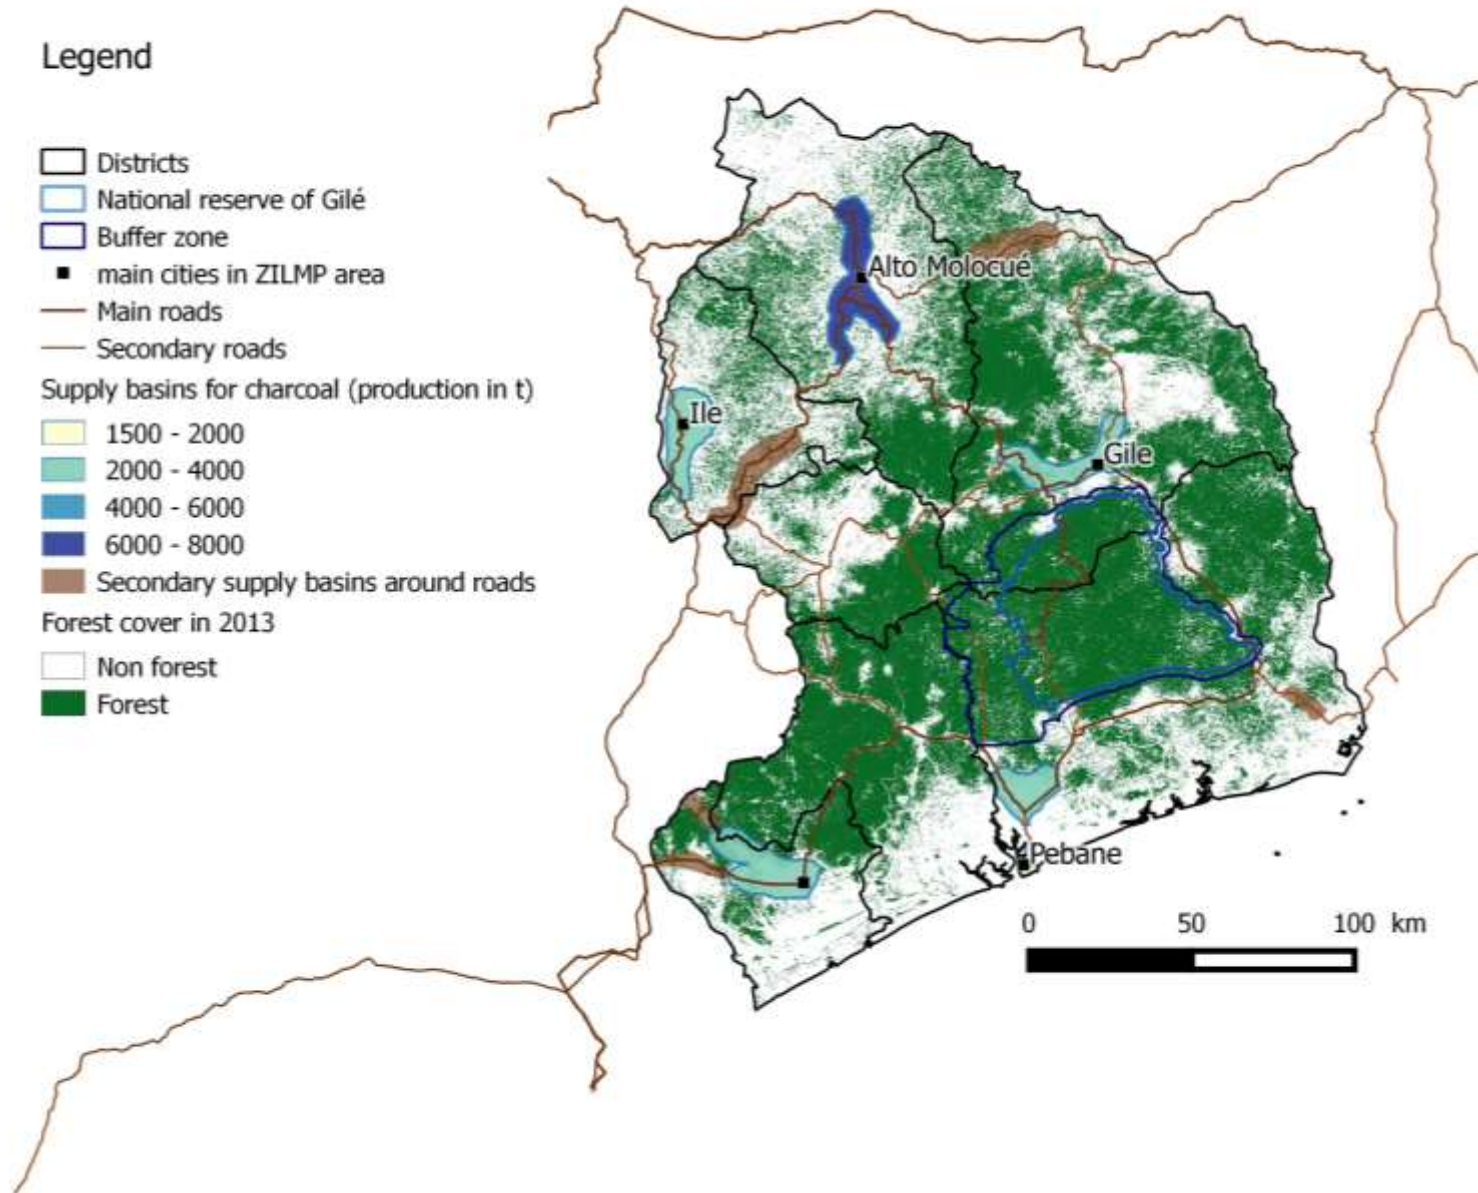 Legend
Districts
National reserve of Gilé
Buffer zone
main cities in ZILMP area
Main roads
Secondary roads
Supply basins for charcoal (production in t)
1500 - 2000
2000 - 4000
4000 - 6000
6000 - 8000
Secondary supply basins around roads
Forest cover in 2013
Non forest
Forest
Alto Molocué
Ile
Gile
Pebane
0 50 100 km